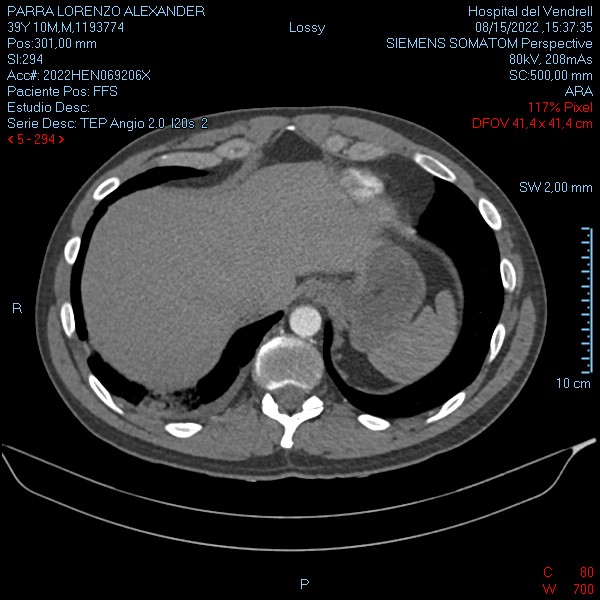 PARRA LORENZO ALEXANDER
39Y 10M,M,1193774
Pos:301,00 mm
SI:294
Acc#: 2022HEN069206X
Paciente Pos: FFS
Estudio Desc:
Serie Desc: TEP Angio 2.0 I20s 2
< 5 - 294 >
Lossy
Hospital del Vendrell
08/15/2022 ,15:37:35
SIEMENS SOMATOM Perspective
80kV, 208mAs
SC:500,00 mm
ARA
117% Pixel
DFOV 41,4 x 41,4 cm
SW 2,00 mm
R
10 cm
P
C 80
W 700